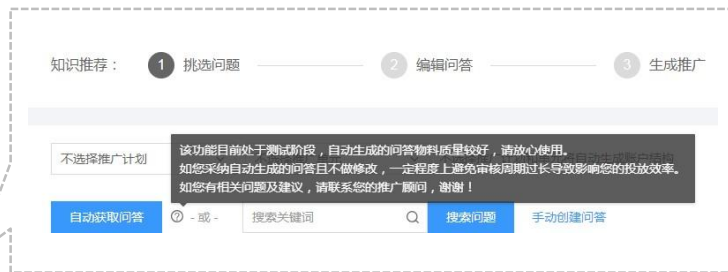 知识推荐： 1 挑选问题 2 编辑问答 3 生成推广
该功能目前处于测试阶段，自动生成的问答物料质量较好，请放心使用。
不选择推广计划
如您采纳自动生成的问答且不做修改，一定程度上避免审核周期过长导致影响您的投放效率。
如您有相关问题及建议，请联系您的推广顾问，谢谢！
自动获取问答 ? - 或 - 搜索关键词 搜索问题 手动创建问答